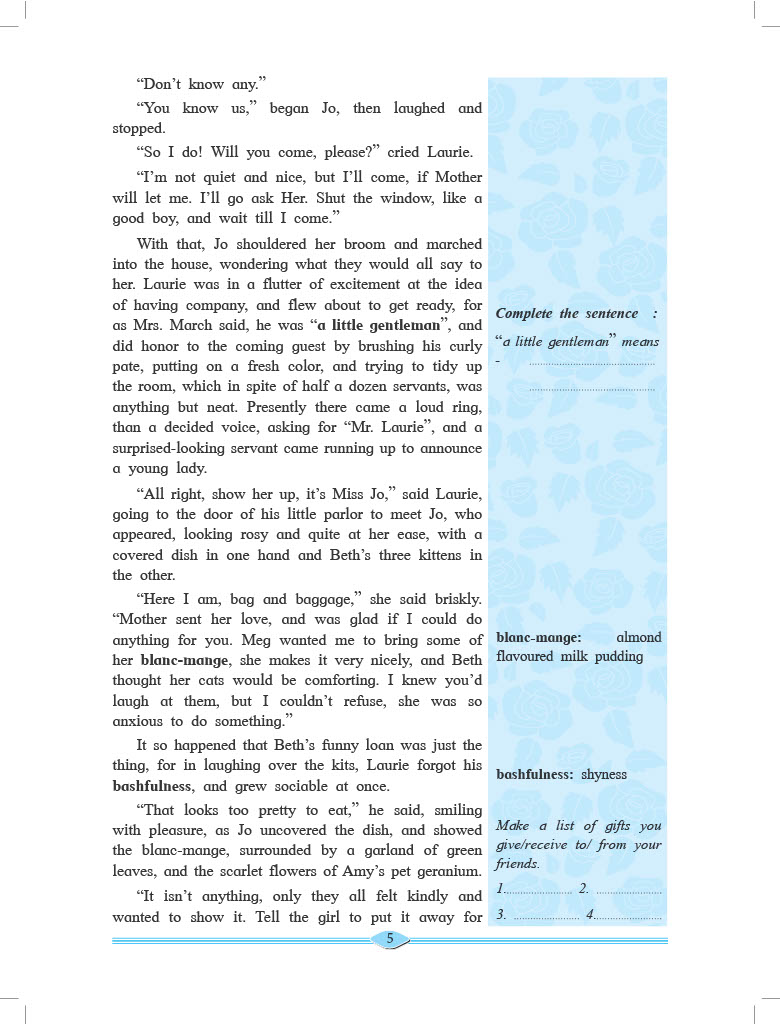 “Don’t know any.”
“You know us,” began Jo, then laughed and
stopped.
“So I do! Will you come, please?” cried Laurie.
“I’m not quiet and nice, but I’ll come, if Mother
will let me. I’ll go ask Her. Shut the window, like a
good boy, and wait till I come.”
With that, Jo shouldered her broom and marched
into the house, wondering what they would all say to
her. Laurie was in a flutter of excitement at the idea
of having company, and flew about to get ready, for
as Mrs. March said, he was “a little gentleman”, and
did honor to the coming guest by brushing his curly
pate, putting on a fresh color, and trying to tidy up
the room, which in spite of half a dozen servants, was
anything but neat. Presently there came a loud ring,
than a decided voice, asking for “Mr. Laurie”, and a
surprised-looking servant came running up to announce
a young lady.
“All right, show her up, it’s Miss Jo,” said Laurie,
going to the door of his little parlor to meet Jo, who
appeared, looking rosy and quite at her ease, with a
covered dish in one hand and Beth’s three kittens in
the other.
“Here I am, bag and baggage,” she said briskly.
“Mother sent her love, and was glad if I could do
anything for you. Meg wanted me to bring some of
her blanc-mange, she makes it very nicely, and Beth
thought her cats would be comforting. I knew you’d
laugh at them, but I couldn’t refuse, she was so
anxious to do something.”
It so happened that Beth’s funny loan was just the
thing, for in laughing over the kits, Laurie forgot his
bashfulness, and grew sociable at once.
“That looks too pretty to eat,” he said, smiling
with pleasure, as Jo uncovered the dish, and showed
the blanc-mange, surrounded by a garland of green
leaves, and the scarlet flowers of Amy’s pet geranium.
“It isn’t anything, only they all felt kindly and
wanted to show it. Tell the girl to put it away for
Complete the sentence :
“a little gentleman” means
- ..........................................
..........................................
blanc-mange: almond
flavoured milk pudding
bashfulness: shyness
Make a list of gifts you
give/receive to/ from your
friends.
1...................... 2. ......................
3. ...................... 4.......................
5